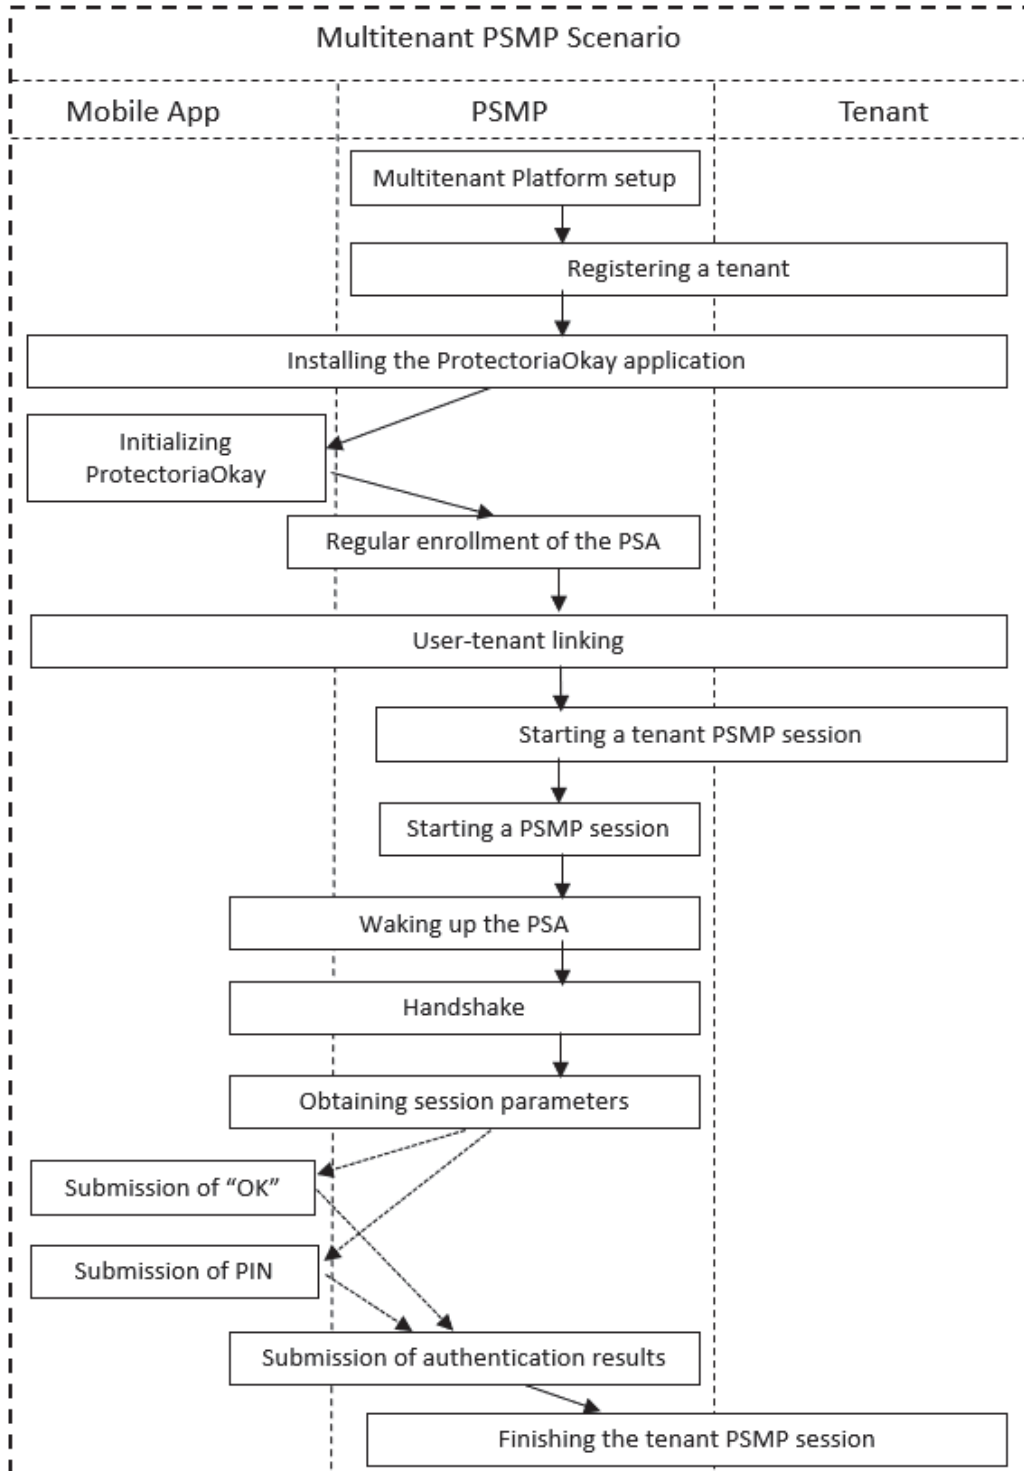 Multitenant PSMP Scenario
Mobile App
PSMP
Tenant
Multitenant Platform setup
Registering a tenant
Installing the ProtectoriaOkay application
Initializing
ProtectoriaOkay
Regular enrollment of the PSA
User-tenant linking
Starting a tenant PSMP session
Starting a PSMP session
Waking up the PSA
Handshake
Obtaining session parameters
Submission of “OK”
Submission of PIN
Submission of authentication results
Finishing the tenant PSMP session